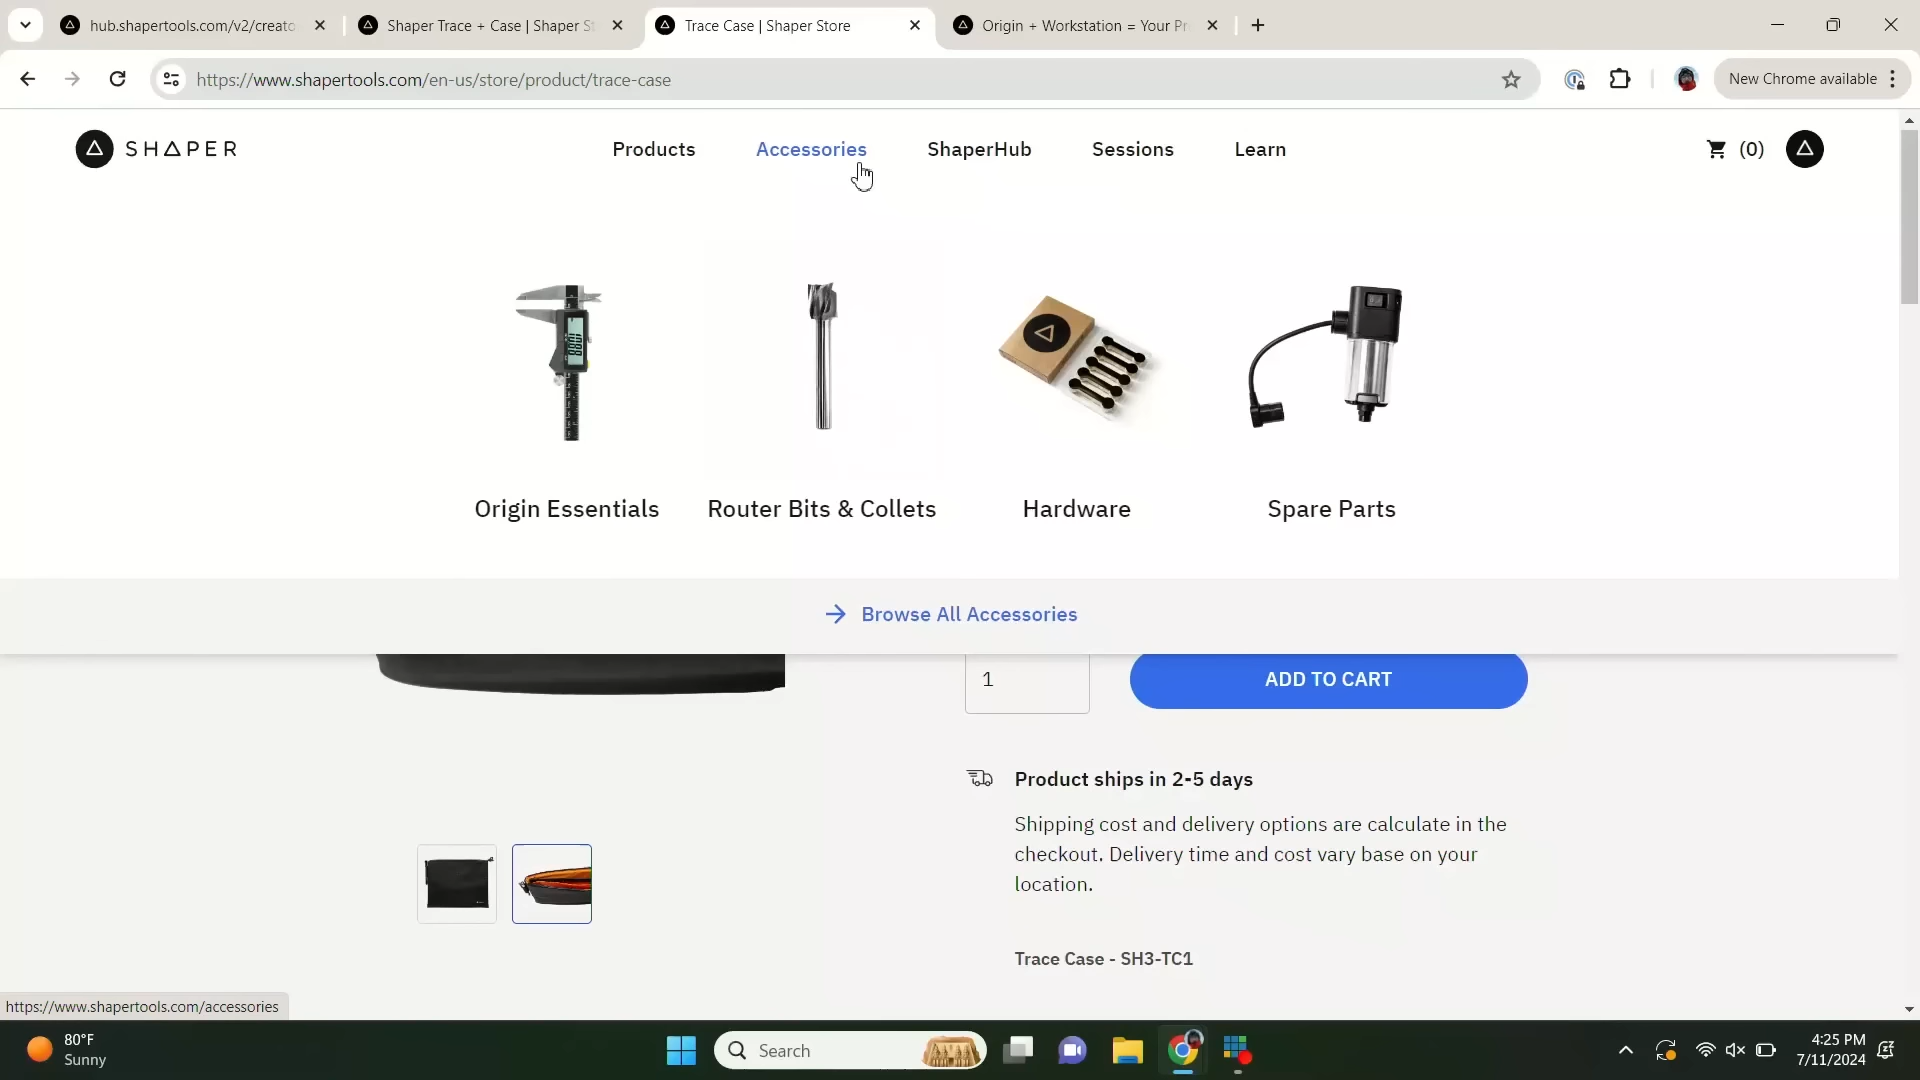 hub.shapertools.com/v2/creato
Shaper Trace + Case | Shaper S
Trace Case | Shaper Store
Origin + Workstation = Your Pr
https://www.shapertools.com/en-us/store/product/trace-case
New Chrome available
SHAPER
Products
Accessories
ShaperHub
Sessions
Learn
(0)
Origin Essentials
Router Bits & Collets
Hardware
Spare Parts
Browse All Accessories
1
ADD TO CART
Product ships in 2-5 days
Shipping cost and delivery options are calculate in the
checkout. Delivery time and cost vary base on your
location.
Trace Case - SH3-TC1
https://www.shapertools.com/accessories
80°F
Sunny
Search
4:25 PM
7/11/2024